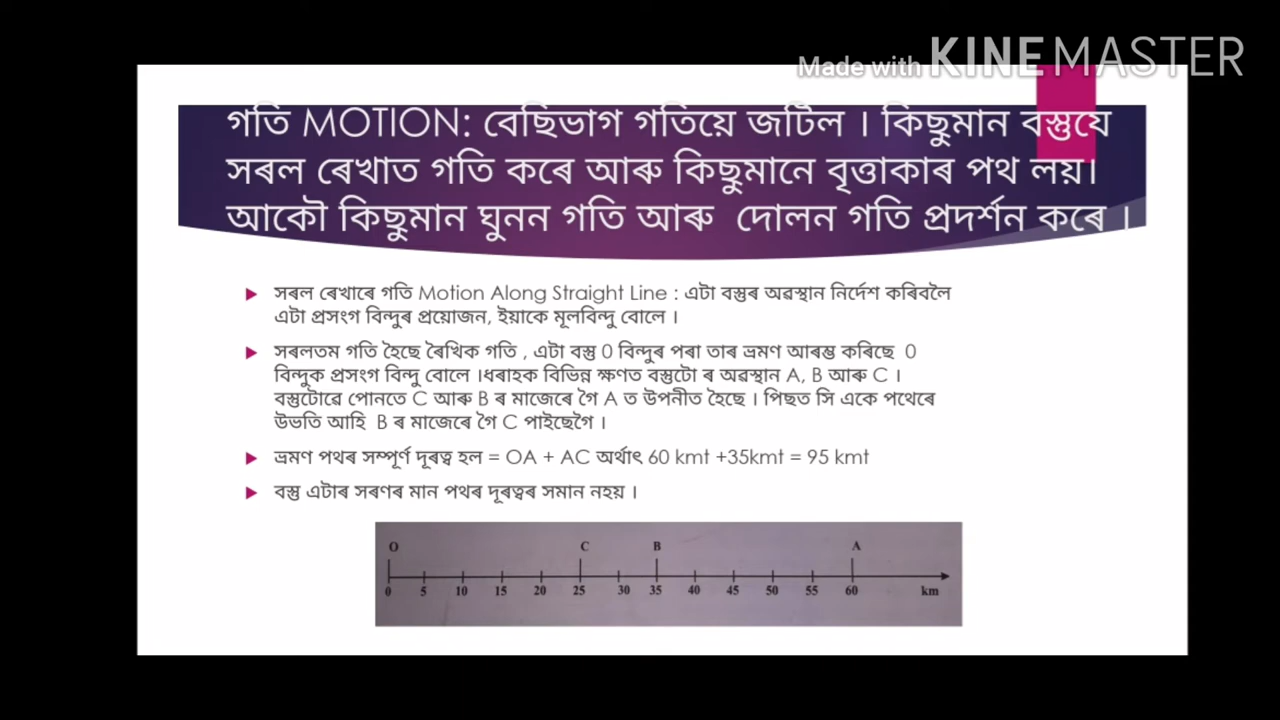 Made with KINEMASTER
গতি MOTION: বেছিভাগ গতিয়ে জটিল । কিছুমান বস্তুযে
সৰল ৰেখাত গতি কৰে আৰু কিছুমানে বৃত্তাকাৰ পথ লয়।
আকৌ কিছুমান ঘুনন গতি আৰু দোলন গতি প্ৰদৰ্শন কৰে ।
সৰল ৰেখাৰে গতি Motion Along Straight Line : এটা বস্তুৰ অৱস্থান নিৰ্দেশ কৰিবলৈ
এটা প্ৰসংগ বিন্দুৰ প্ৰয়োজন, ইয়াকে মূলবিন্দু বোলে ।
সৰলতম গতি হৈছে ৰৈখিক গতি , এটা বস্তু 0 বিন্দুৰ পৰা তাৰ ভ্ৰমণ আৰম্ভ কৰিছে 0
বিন্দুক প্ৰসংগ বিন্দু বোলে ।ধৰাহক বিভিন্ন ক্ষণত বস্তুটো ৰ অৱস্থান A, B আৰু C ।
বস্তুটোৱে পোনতে C আৰু B ৰ মাজেৰে গৈ A ত উপনীত হৈছে । পিছত সি একে পথেৰে
উভতি আহি B ৰ মাজেৰে গৈ C পাইছেগৈ ।
ভ্ৰমণ পথৰ সম্পূৰ্ণ দূৰত্ব হল = OA + AC অৰ্থাৎ 60 kmt +35kmt = 95 kmt
বস্তু এটাৰ সৰণৰ মান পথৰ দূৰত্বৰ সমান নহয় ।
O C B A
0 5 10 15 20 25 30 35 40 45 50 55 60 km